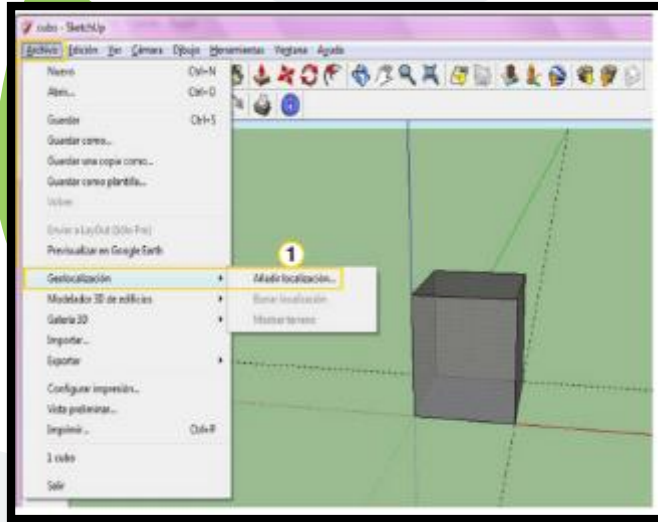 cubo - SketchUp
Archivo Edición Ver Cámara Dibujo Herramientas Ventana Ayuda
Nuevo Ctrl+N
Abrir... Ctrl+O
Guardar Ctrl+S
Guardar como...
Guardar una copia como...
Guardar como plantilla...
Volver
Enviar a LayOut (Sólo Pro)
Previsualizar en Google Earth
1
Geolocalización Añadir localización...
Modelador 3D de edificios Borrar localización
Galería 3D Mostrar terreno
Importar...
Exportar
Configurar impresión...
Vista preliminar...
Imprimir... Ctrl+P
1 cubo
Salir